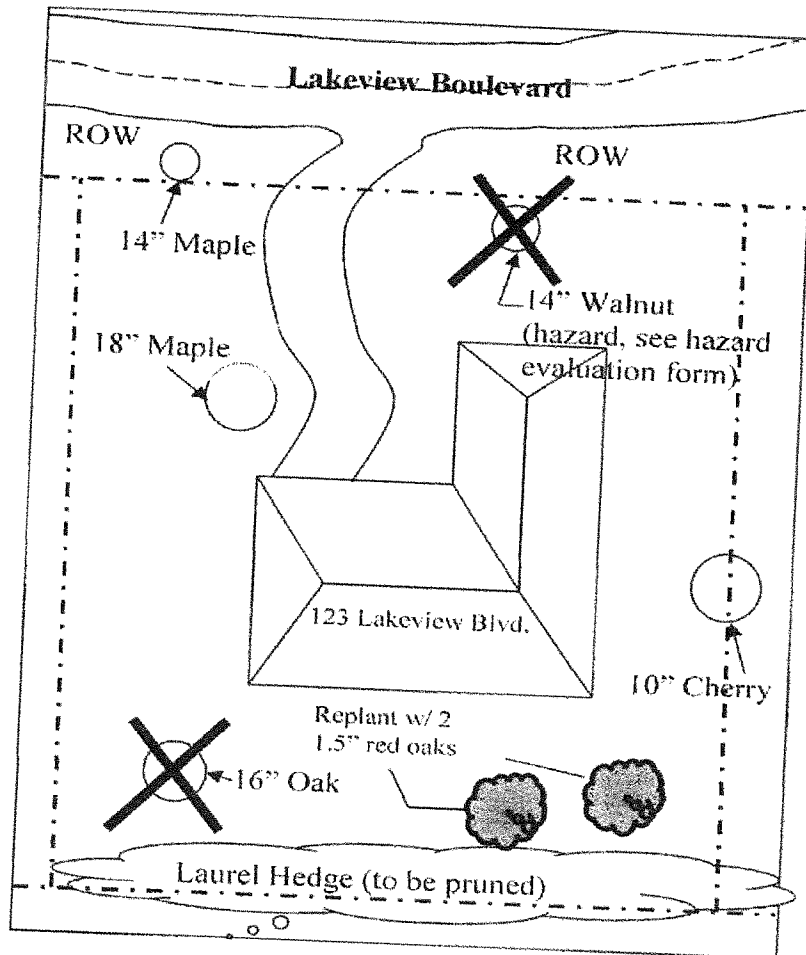 Lakeview Boulevard
ROW
ROW
14” Maple
14” Walnut
(hazard, see hazard
evaluation form)
18” Maple
123 Lakeview Blvd.
10” Cherry
Replant w/ 2
1.5” red oaks
16” Oak
Laurel Hedge (to be pruned)